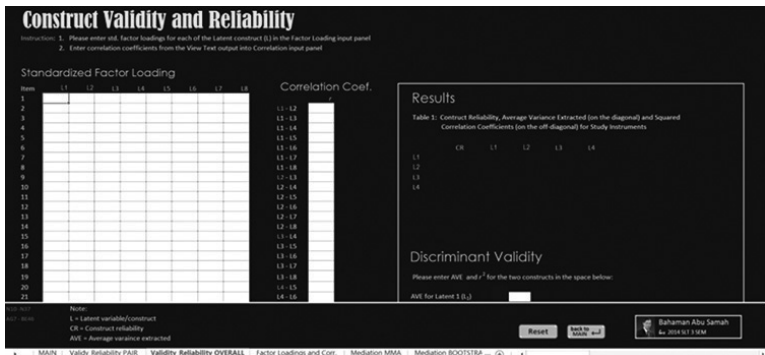 Construct Validity and Reliability
Instruction: 1. Please enter std. factor loadings for each of the Latent construct (L) in the Factor Loading input panel
2. Enter correlation coefficients from the View Text output into Correlation input panel
Standardized Factor Loading
Item L1 L2 L3 L4 L5 L6 L7 L8
1
2
3
4
5
6
7
8
9
10
11
12
13
14
15
16
17
18
19
20
21
Correlation Coef.
r
L1 - L2
L1 - L3
L1 - L4
L1 - L5
L1 - L6
L1 - L7
L1 - L8
L2 - L3
L2 - L4
L2 - L5
L2 - L6
L2 - L7
L2 - L8
L3 - L4
L3 - L5
L3 - L6
L3 - L7
L3 - L8
L4 - L5
L4 - L6
Results
Table 1: Contruct Reliability, Average Variance Extracted (on the diagonal) and Squared
Correlation Coefficients (on the off-diagonal) for Study Instruments
CR L1 L2 L3 L4
L1
L2
L3
L4
Discriminant Validity
Please enter AVE and r² for the two constructs in the space below:
AVE for Latent 1 (L₁)
Note:
L = Latent variable/construct
CR = Construct reliability
AVE = Average varaince extracted
Reset
back to
MAIN
Bahaman Abu Samah
2014 SLT 3 SEM
MAIN Validy Reliability PAIR Validity Reliability OVERALL Factor Loadings and Corr. Mediation MMA Mediation BOOTSTRA ...